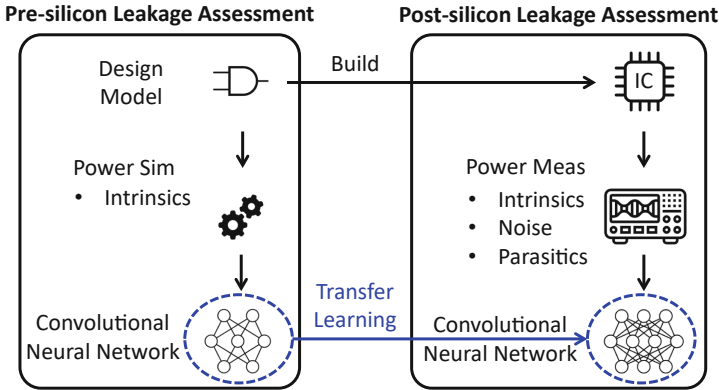 Pre-silicon Leakage Assessment
Post-silicon Leakage Assessment
Design
Model
Build
IC
Power Sim
• Intrinsics
Power Meas
• Intrinsics
• Noise
• Parasitics
Transfer
Learning
Convolutional
Neural Network
Convolutional
Neural Network